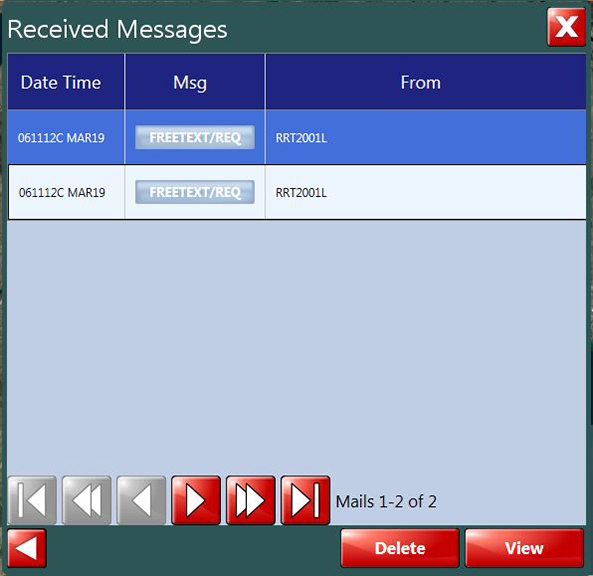 Received Messages
X
Date Time Msg From
061112C MAR19 FREETEXT/REQ RRT2001L
061112C MAR19 FREETEXT/REQ RRT2001L
Mails 1-2 of 2
Delete View